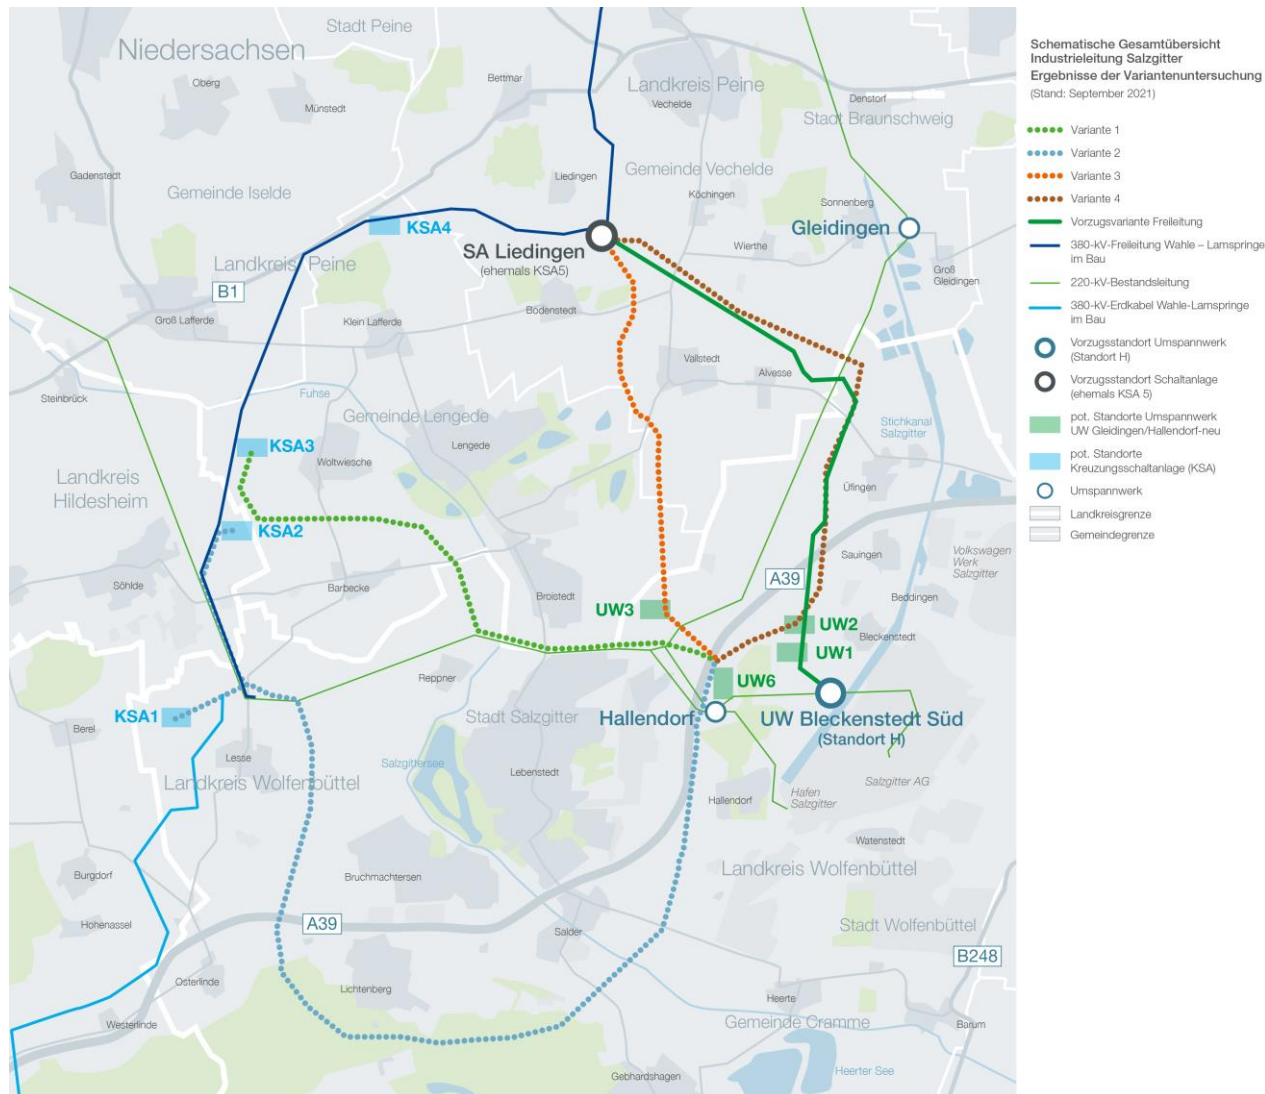 Stadt Peine
Niedersachsen
Oberg
Bettmar
Landkreis Peine
Vechelde
Münstedt
Denstorf
Stadt Braunschweig
Gadenstedt
Liedingen
Gemeinde Vechelde
Gemeinde Iselde
Köchingen
Sonnenberg
KSA4
Gleidingen
SA Liedingen
(ehemals KSA5)
Wierthe
Landkreis Peine
Groß
Gleidingen
B1
Bodenstedt
Groß Lafferde
Klein Lafferde
Vallstedt
Alvesse
Steinbrück
Fuhse
Gemeinde Lengede
Stichkanal
Salzgitter
KSA3
Lengede
Woltwiesche
Landkreis
Hildesheim
Üfingen
KSA2
Sauingen
Volkswagen
Werk
Salzgitter
A39
Söhlde
Barbecke
Broistedt
Beddingen
UW3
UW2
Bleckenstedt
UW1
Reppner
UW6
KSA1
Stadt Salzgitter
Hallendorf
UW Bleckenstedt Süd
(Standort H)
Berel
Lesse
Salzgittersee
Lebenstedt
Landkreis Wolfenbüttel
Salzgitter AG
Hallendorf
Hafen
Salzgitter
Watenstedt
Burgdorf
Bruchmachtersen
Landkreis Wolfenbüttel
Hohenassel
A39
Salder
Stadt Wolfenbüttel
B248
Osterlinde
Lichtenberg
Heerte
Westerlinde
Gemeinde Cramme
Barum
Gebhardshagen
Heerter See
Schematische Gesamtübersicht
Industrieleitung Salzgitter
Ergebnisse der Variantenuntersuchung
(Stand: September 2021)
Variante 1
Variante 2
Variante 3
Variante 4
Vorzugsvariante Freileitung
380-kV-Freileitung Wahle – Lamspringe
im Bau
220-kV-Bestandsleitung
380-kV-Erdkabel Wahle-Lamspringe
im Bau
Vorzugsstandort Umspannwerk
(Standort H)
Vorzugsstandort Schaltanlage
(ehemals KSA 5)
pot. Standorte Umspannwerk
UW Gleidingen/Hallendorf-neu
pot. Standorte
Kreuzungsschaltanlage (KSA)
Umspannwerk
Landkreisgrenze
Gemeindegrenze